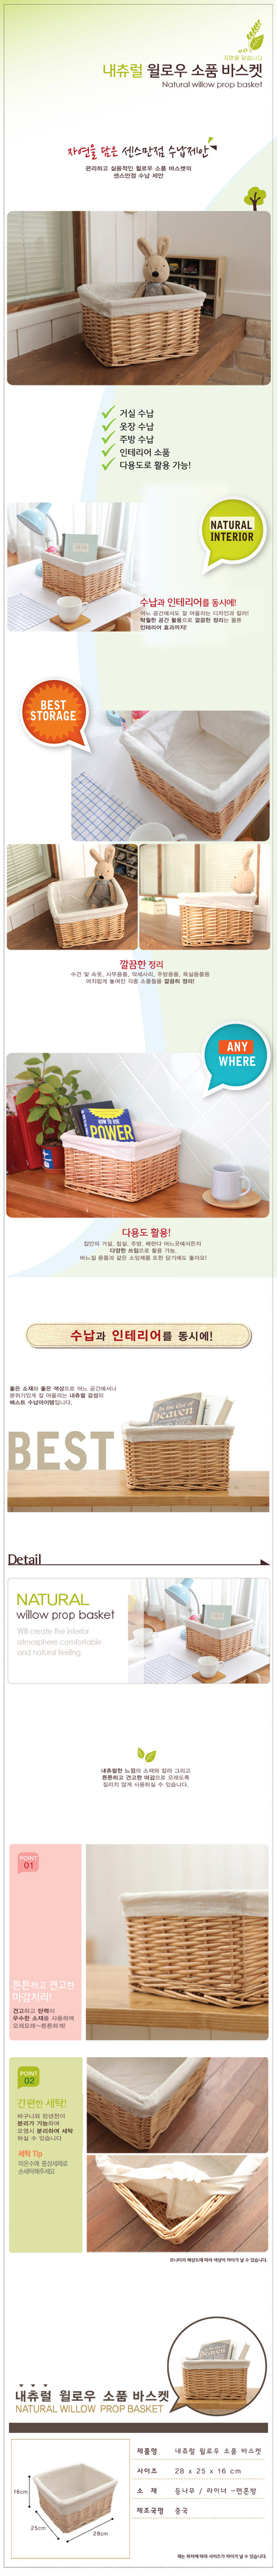 자연을 담습니다
내츄럴 윌로우 소품 바스켓
Natural willow prop basket
자연을 담은 센스만점 수납제안
편리하고 실용적인 윌로우 소품 바스켓의
센스만점 수납 제안
거실 수납
옷장 수납
주방 수납
인테리어 소품
다용도로 활용 가능!
NATURAL
INTERIOR
수납과 인테리어를 동시에!
어느 공간에서도 잘 어울리는 디자인과 컬러!
탁월한 공간 활용으로 깔끔한 정리는 물론
인테리어 효과까지!
BEST
STORAGE
깔끔한 정리
수건 및 속옷, 사무용품, 악세사리, 주방용품, 욕실용품등
어지럽게 놓여진 각종 소품들을 깔끔히 정리!
ANY
WHERE
HOW TO USE
POWER
다용도 활용!
집안의 거실, 침실, 주방, 베란다 어느곳에서든지
다양한 쓰임으로 활용 가능,
바느질 용품과 같은 소잉제품 또한 담기에도 좋아요!
수납과 인테리어를 동시에!
좋은 소재와 좋은 색상으로 어느 공간에서나
분위기있게 잘 어울리는 내츄럴 감성의
베스트 수납아이템입니다.
BEST
heaven
Detail
NATURAL
willow prop basket
Will create the interior
atmosphere comfortable
and natural feeling
내츄럴한 느낌의 소재와 컬러 그리고
튼튼하고 견고한 마감으로 오래도록
질리지 않게 사용하실 수 있습니다.
POINT
01
튼튼하고 견고한
마감처리!
견고하고 탄력이
우수한 소재를 사용하여
오래오래~튼튼하게!
POINT
02
간편한 세탁!
바구니와 린넨천이
분리가 가능하여
오염시 분리하여 세탁
하실 수 있습니다
세탁 Tip
미온수에 중성세제로
손세탁해주세요
모니터의 해상도에 따라 색상이 차이가 날 수 있습니다.
내츄럴 윌로우 소품 바스켓
NATURAL WILLOW PROP BASKET
16cm
25cm
28cm
제품명 내츄럴 윌로우 소품 바스켓
사이즈 28 x 25 x 16 cm
소 재 등나무 / 라이너 -면혼방
제조국명 중국
재는 위치에 따라 사이즈가 차이가 날 수 있습니다.